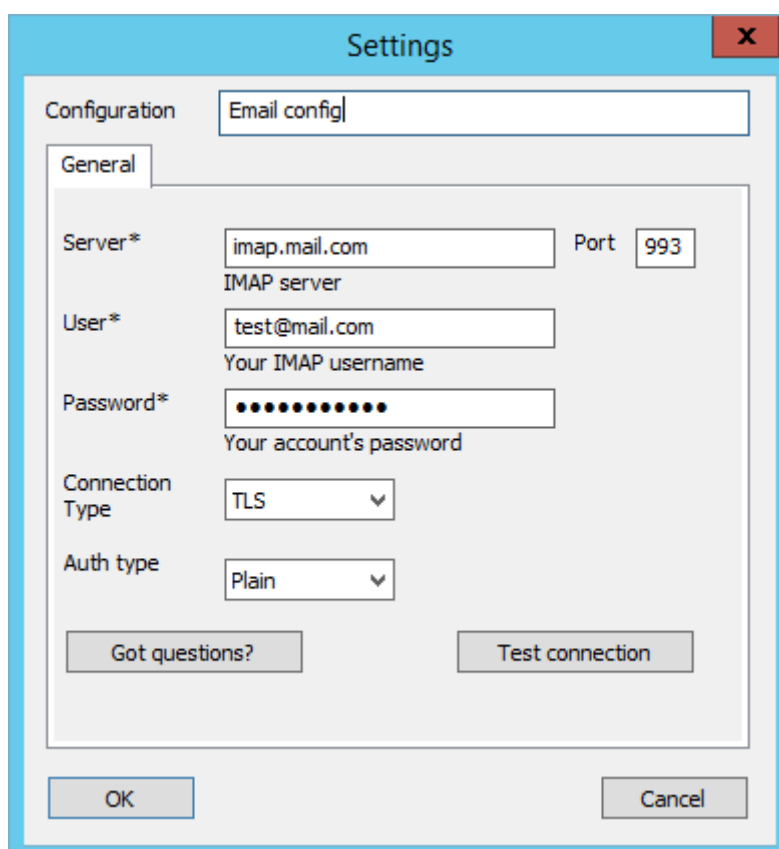 Settings
x
Configuration Email config
General
Server* imap.mail.com Port 993
IMAP server
User* test@mail.com
Your IMAP username
Password* •••••••••••
Your account's password
Connection
Type TLS
Auth type Plain
Got questions? Test connection
OK Cancel